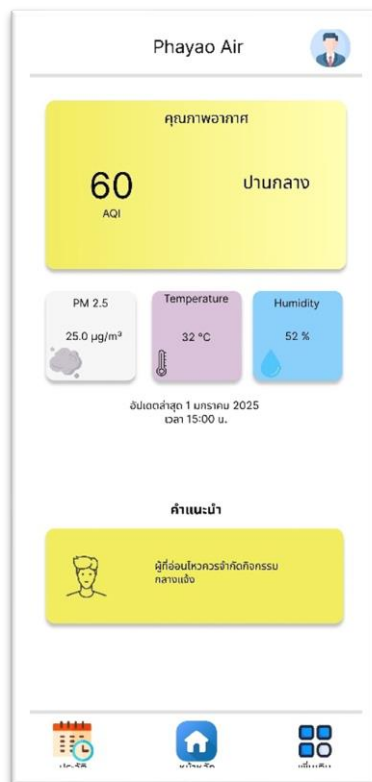 Phayao Air
คุณภาพอากาศ
60
ปานกลาง
AQI
PM 2.5
Temperature
Humidity
25.0 µg/m³
32 °C
52 %
อัปเดตล่าสุด 1 มกราคม 2025
เวลา 15:00 น.
คำแนะนำ
ผู้ที่อ่อนไหวควรจำกัดกิจกรรม
กลางแจ้ง